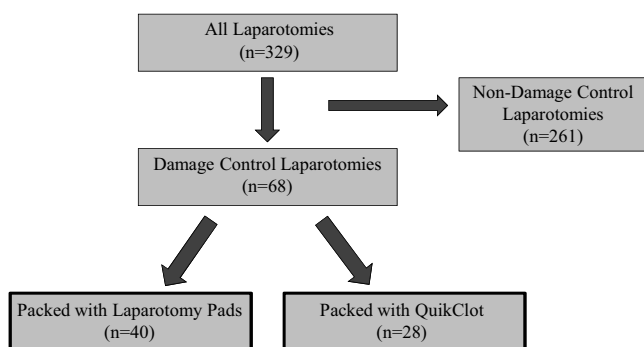 All Laparotomies
(n=329)
Non-Damage Control
Laparotomies
(n=261)
Damage Control Laparotomies
(n=68)
Packed with Laparotomy Pads
(n=40)
Packed with QuikClot
(n=28)